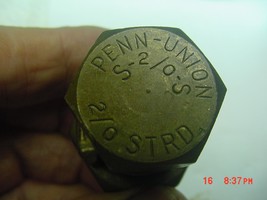 PENN-UNION
S-2/0-S
2/0 STRD.
16 8:37PM